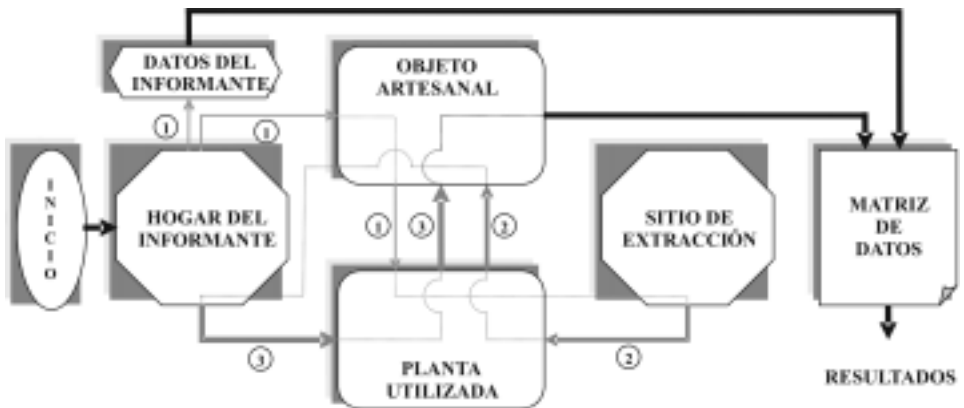 DATOS DEL
INFORMANTE
OBJETO
ARTESANAL
1
1
INICIO
HOGAR DEL
INFORMANTE
1
3
2
SITIO DE
EXTRACCIÓN
MATRIZ
DE
DATOS
3
PLANTA
UTILIZADA
2
RESULTADOS